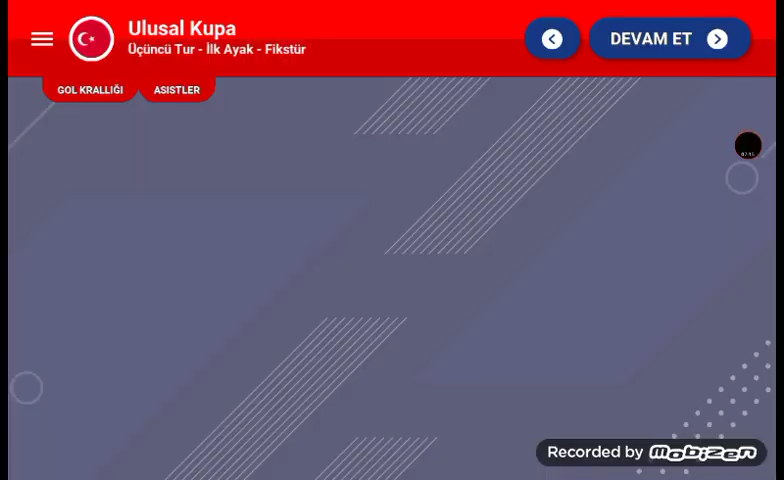 Ulusal Kupa
Üçüncü Tur - İlk Ayak - Fikstür
DEVAM ET
GOL KRALLIĞI
ASISTLER
Recorded by Mobizen